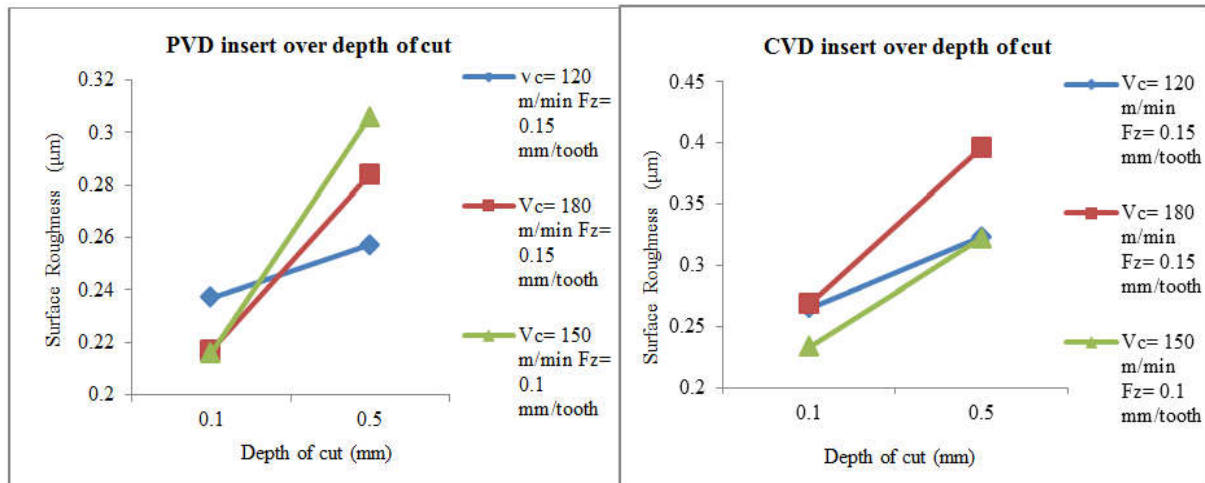 PVD insert over depth of cut
0.32
0.3
0.28
0.26
0.24
0.22
0.2
Surface Roughness (µm)
0.1
0.5
Depth of cut (mm)
Vc= 120
m/min Fz=
0.15
mm/tooth
Vc= 180
m/min Fz=
0.15
mm/tooth
Vc= 150
m/min Fz=
0.1
mm/tooth
CVD insert over depth of cut
0.45
0.4
0.35
0.3
0.25
0.2
Surface Roughness (µm)
0.1
0.5
Depth of cut (mm)
Vc= 120
m/min
Fz= 0.15
mm/tooth
Vc= 180
m/min
Fz= 0.15
mm/tooth
Vc= 150
m/min
Fz= 0.1
mm/tooth